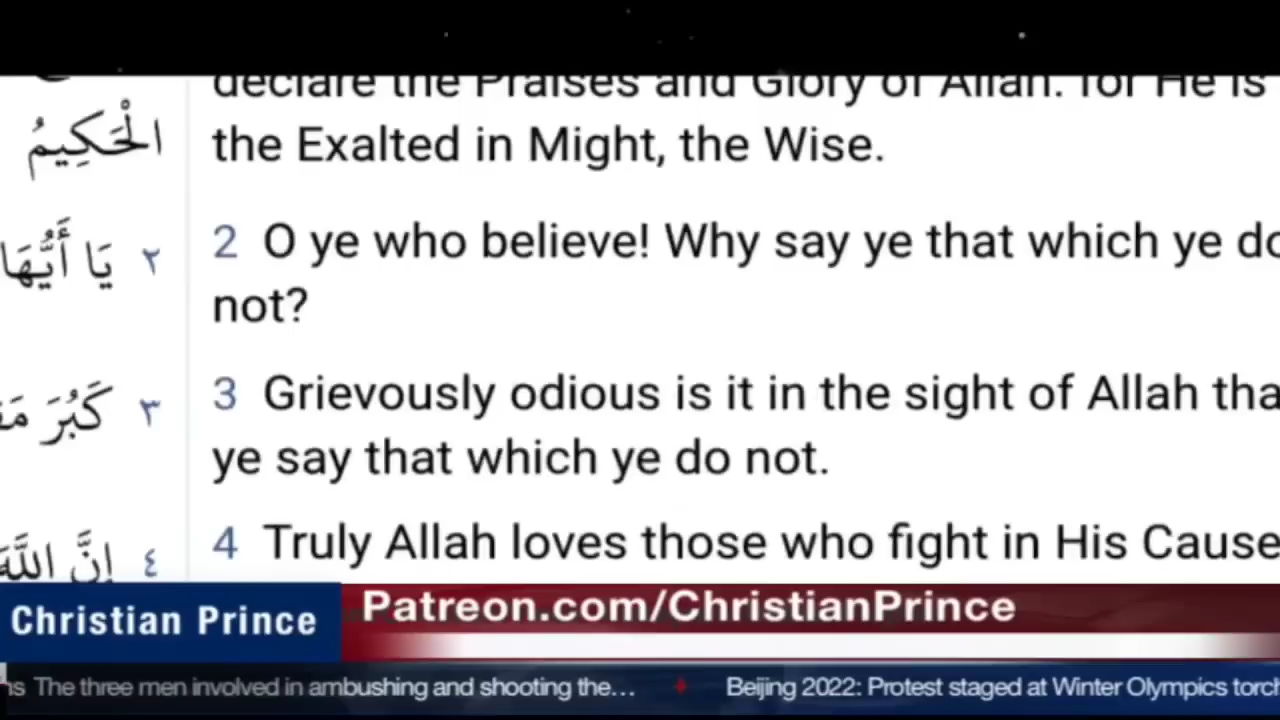 declare the Praises and Glory of Allah: for He is
الْحَكِيمُ
the Exalted in Might, the Wise.
٢ يَا أَيُّهَا
2 O ye who believe! Why say ye that which ye do
not?
٣ كَبُرَ
3 Grievously odious is it in the sight of Allah tha
ye say that which ye do not.
٤ إِنَّ اللَّهَ
4 Truly Allah loves those who fight in His Cause
Christian Prince
Patreon.com/ChristianPrince
The three men involved in ambushing and shooting the...
Beijing 2022: Protest staged at Winter Olympics torch